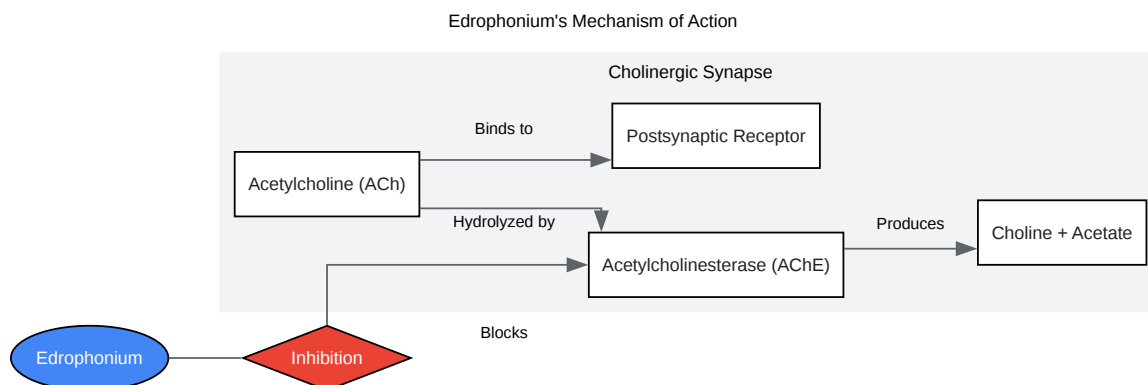 Edrophonium's Mechanism of Action
Cholinergic Synapse
Binds to
Postsynaptic Receptor
Acetylcholine (ACh)
Hydrolyzed by
Produces
Choline + Acetate
Acetylcholinesterase (AChE)
Blocks
Edrophonium
Inhibition